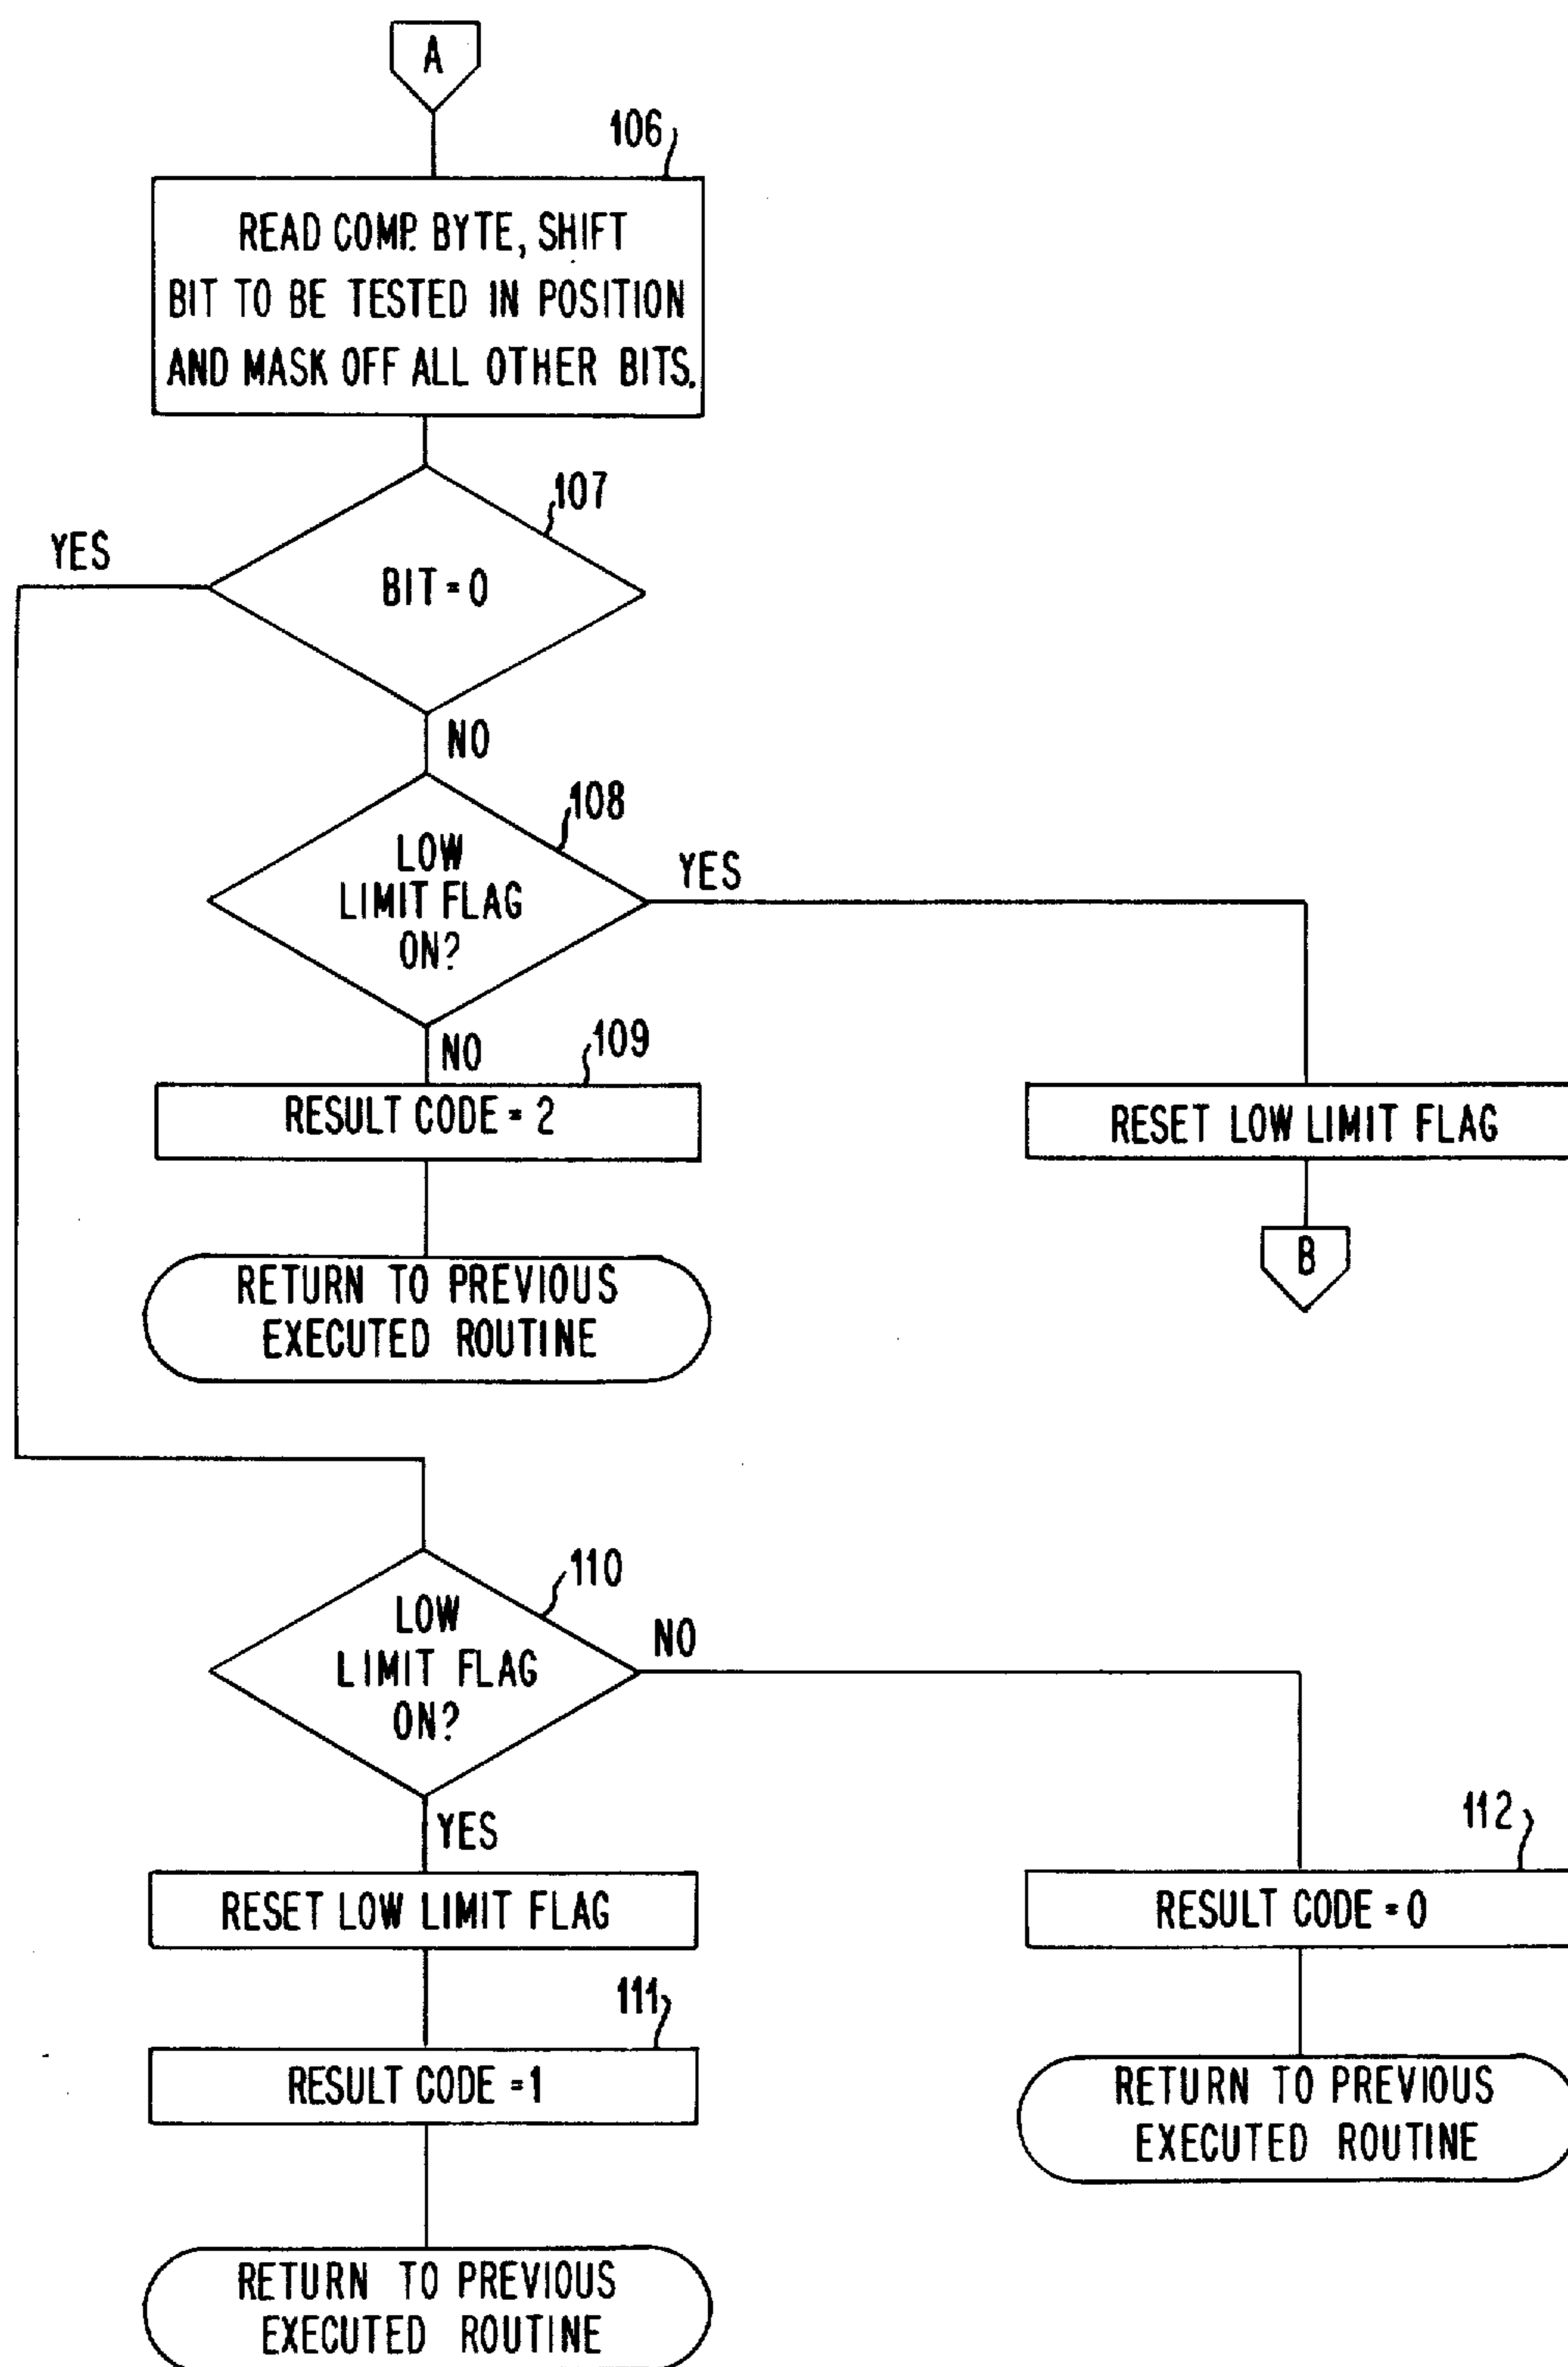 A
106
READ COMP. BYTE, SHIFT
BIT TO BE TESTED IN POSITION
AND MASK OFF ALL OTHER BITS.
107
YES
BIT = 0
NO
108
LOW
LIMIT FLAG
ON?
YES
NO
109
RESULT CODE = 2
RESET LOW LIMIT FLAG
B
RETURN TO PREVIOUS
EXECUTED ROUTINE
110
LOW
LIMIT FLAG
ON?
NO
YES
112
RESET LOW LIMIT FLAG
RESULT CODE = 0
111
RESULT CODE = 1
RETURN TO PREVIOUS
EXECUTED ROUTINE
RETURN TO PREVIOUS
EXECUTED ROUTINE